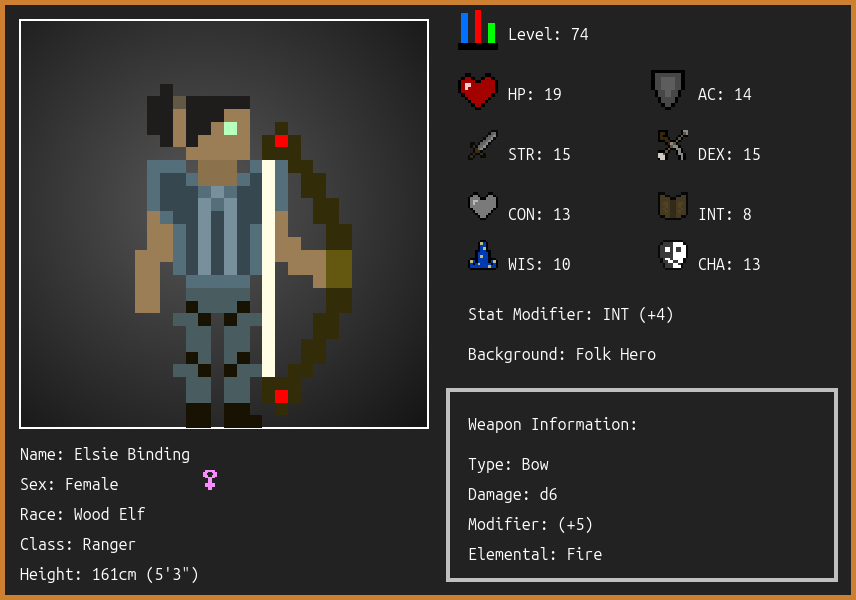 Level: 74
HP: 19
AC: 14
STR: 15
DEX: 15
CON: 13
INT: 8
WIS: 10
CHA: 13
Stat Modifier: INT (+4)
Background: Folk Hero
Weapon Information:
Type: Bow
Damage: d6
Modifier: (+5)
Elemental: Fire
Name: Elsie Binding
Sex: Female
Race: Wood Elf
Class: Ranger
Height: 161cm (5'3")